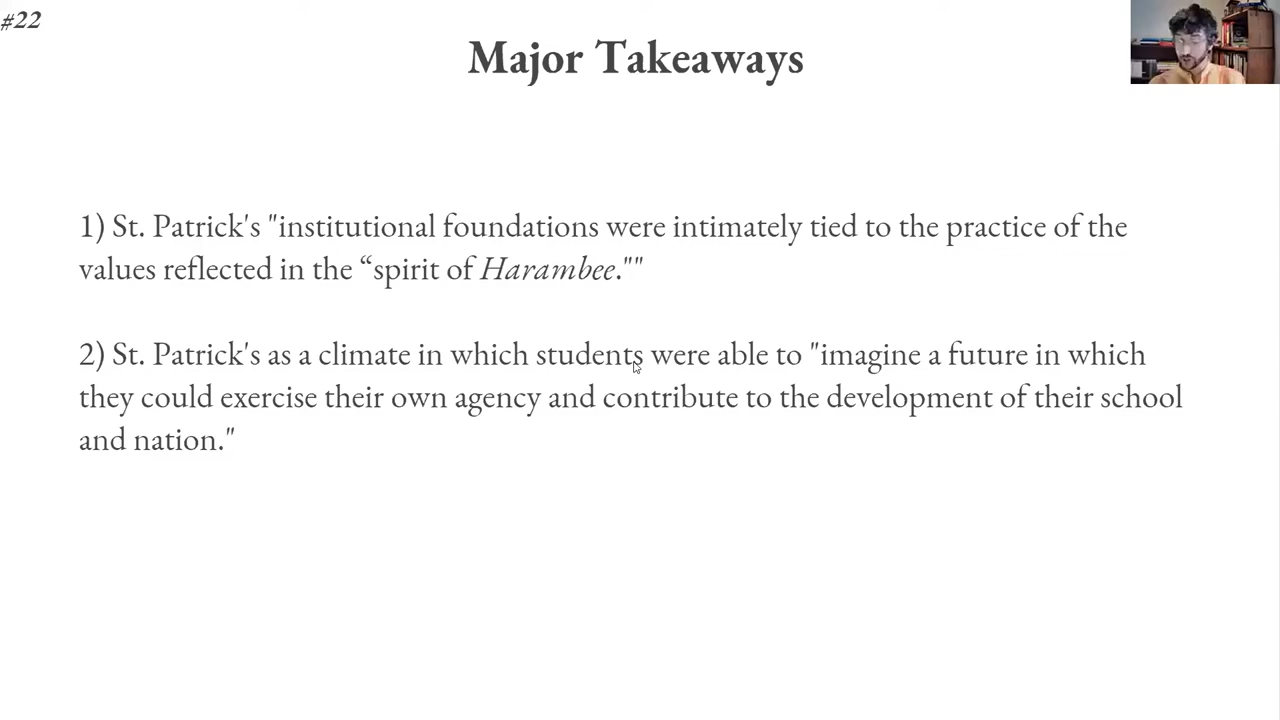 #22
Major Takeaways
1) St. Patrick's "institutional foundations were intimately tied to the practice of the
values reflected in the “spirit of Harambee.""
2) St. Patrick's as a climate in which students were able to "imagine a future in which
they could exercise their own agency and contribute to the development of their school
and nation."